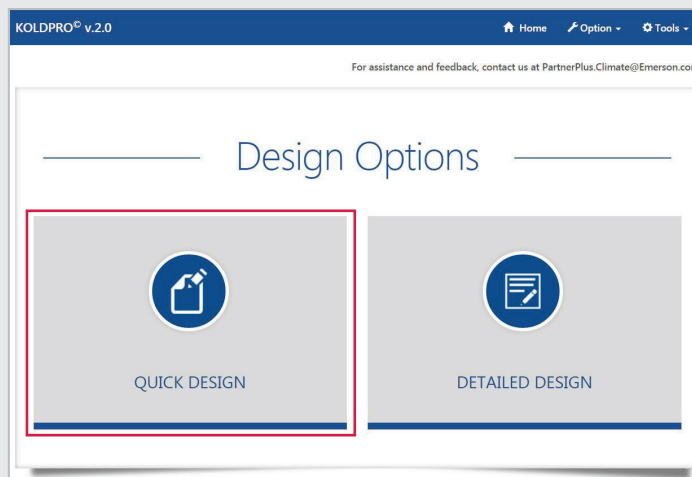 KOLDPRO© v.2.0 Home Option Tools
For assistance and feedback, contact us at PartnerPlus.Climate@Emerson.co
Design Options
QUICK DESIGN
DETAILED DESIGN